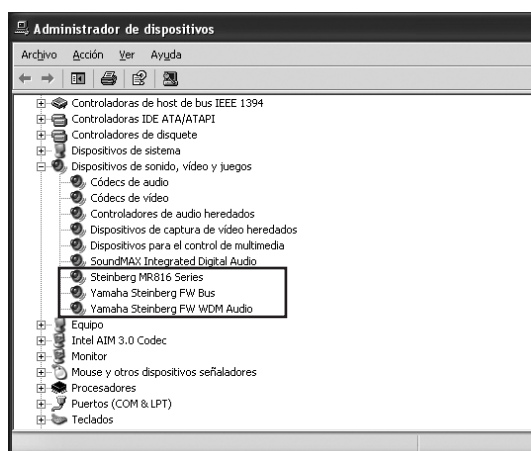 Administrador de dispositivos
Archivo Acción Ver Ayuda
Controladoras de host de bus IEEE 1394
Controladoras IDE ATA/ATAPI
Controladores de disquete
Dispositivos de sistema
Dispositivos de sonido, vídeo y juegos
Códecs de audio
Códecs de vídeo
Controladores de audio heredados
Dispositivos de captura de vídeo heredados
Dispositivos para el control de multimedia
SoundMAX Integrated Digital Audio
Steinberg MR816 Series
Yamaha Steinberg FW Bus
Yamaha Steinberg FW WDM Audio
Equipo
Intel AIM 3.0 Codec
Monitor
Mouse y otros dispositivos señaladores
Procesadores
Puertos (COM & LPT)
Teclados